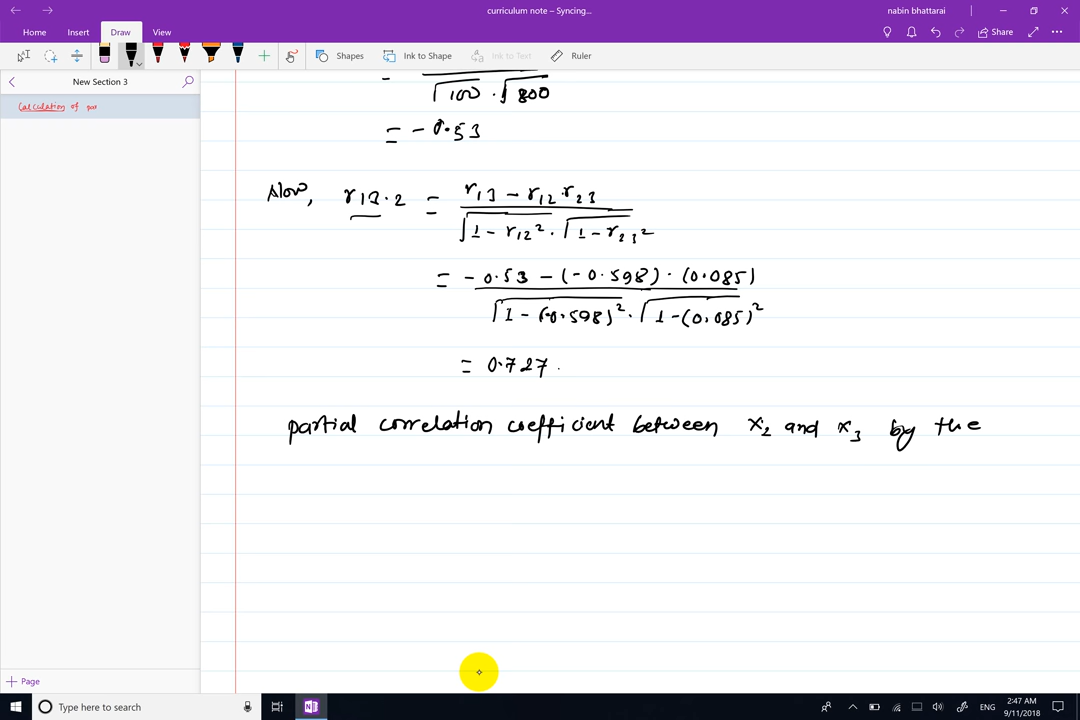 curriculum note – Syncing...
nabin bhattarai
Home Insert Draw View
Share
Shapes Ink to Shape Ink to Text Ruler
New Section 3
Calculation of par
√100 . √800
= - 0.53
Now, r13.2 = r13 - r12 . r23
√1 - r12² . √1 - r23²
= - 0.53 - (-0.598) . (0.085)
√1 - (-0.598)² . √1 - (0.085)²
= 0.727.
partial correlation coefficient between x2 and x3 by the
+ Page
Type here to search
ENG
2:47 AM
9/11/2018